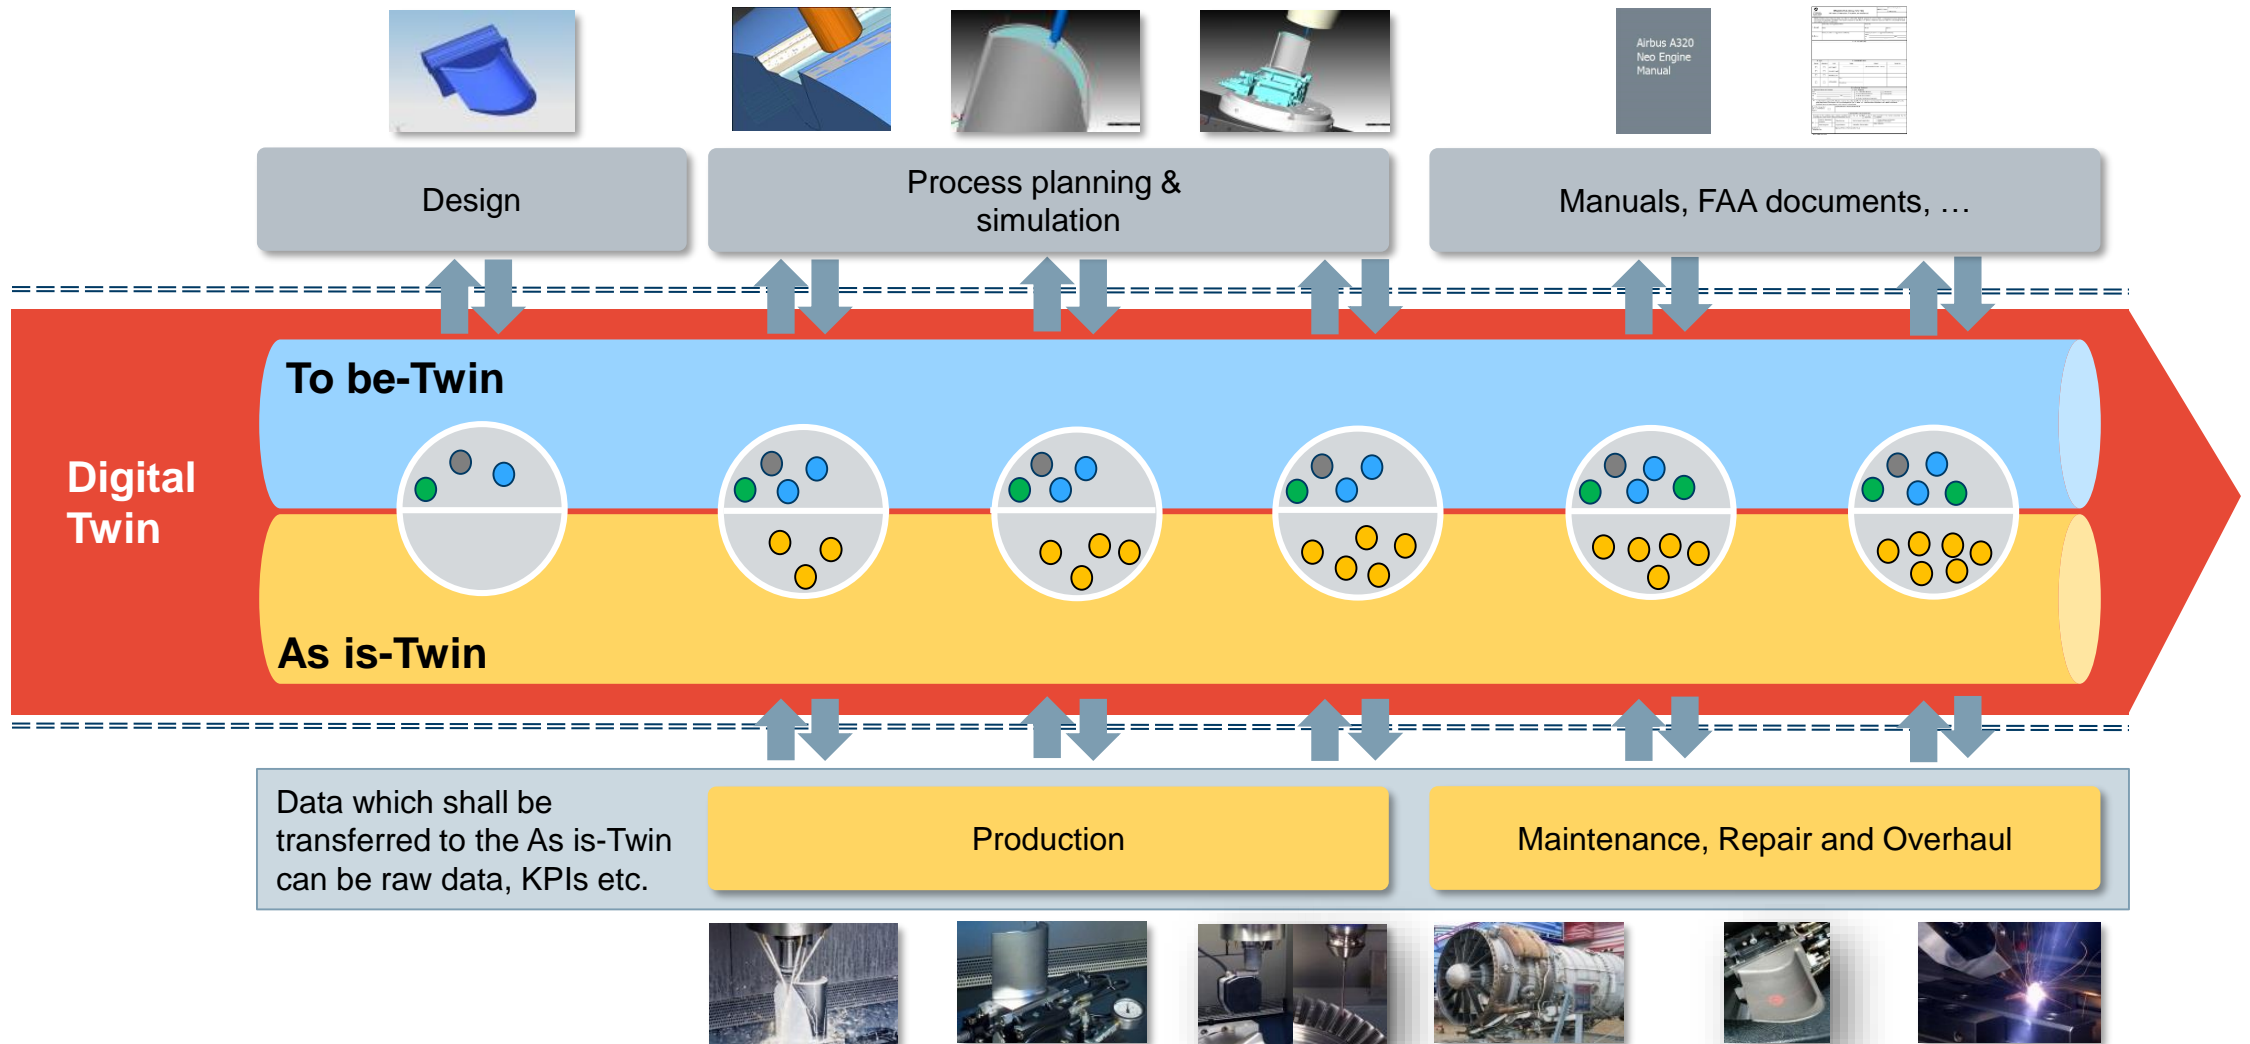 Airbus A320
Neo Engine
Manual
Design
Process planning &
simulation
Manuals, FAA documents, …
To be-Twin
Digital
Twin
As is-Twin
Data which shall be
transferred to the As is-Twin
can be raw data, KPIs etc.
Production
Maintenance, Repair and Overhaul